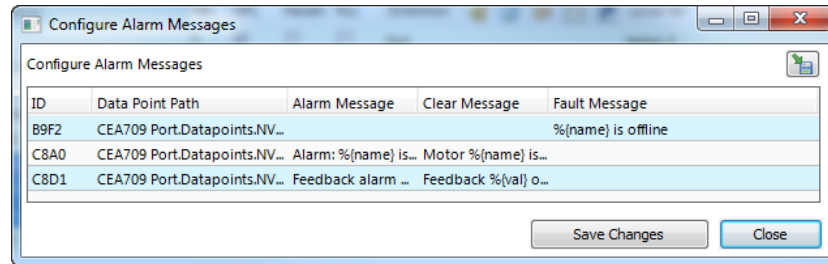 Configure Alarm Messages
Configure Alarm Messages
ID Data Point Path Alarm Message Clear Message Fault Message
B9F2 CEA709 Port.Datapoints.NV... %{name} is offline
C8A0 CEA709 Port.Datapoints.NV... Alarm: %{name} is... Motor %{name} is...
C8D1 CEA709 Port.Datapoints.NV... Feedback alarm ... Feedback %{val} o...
Save Changes Close